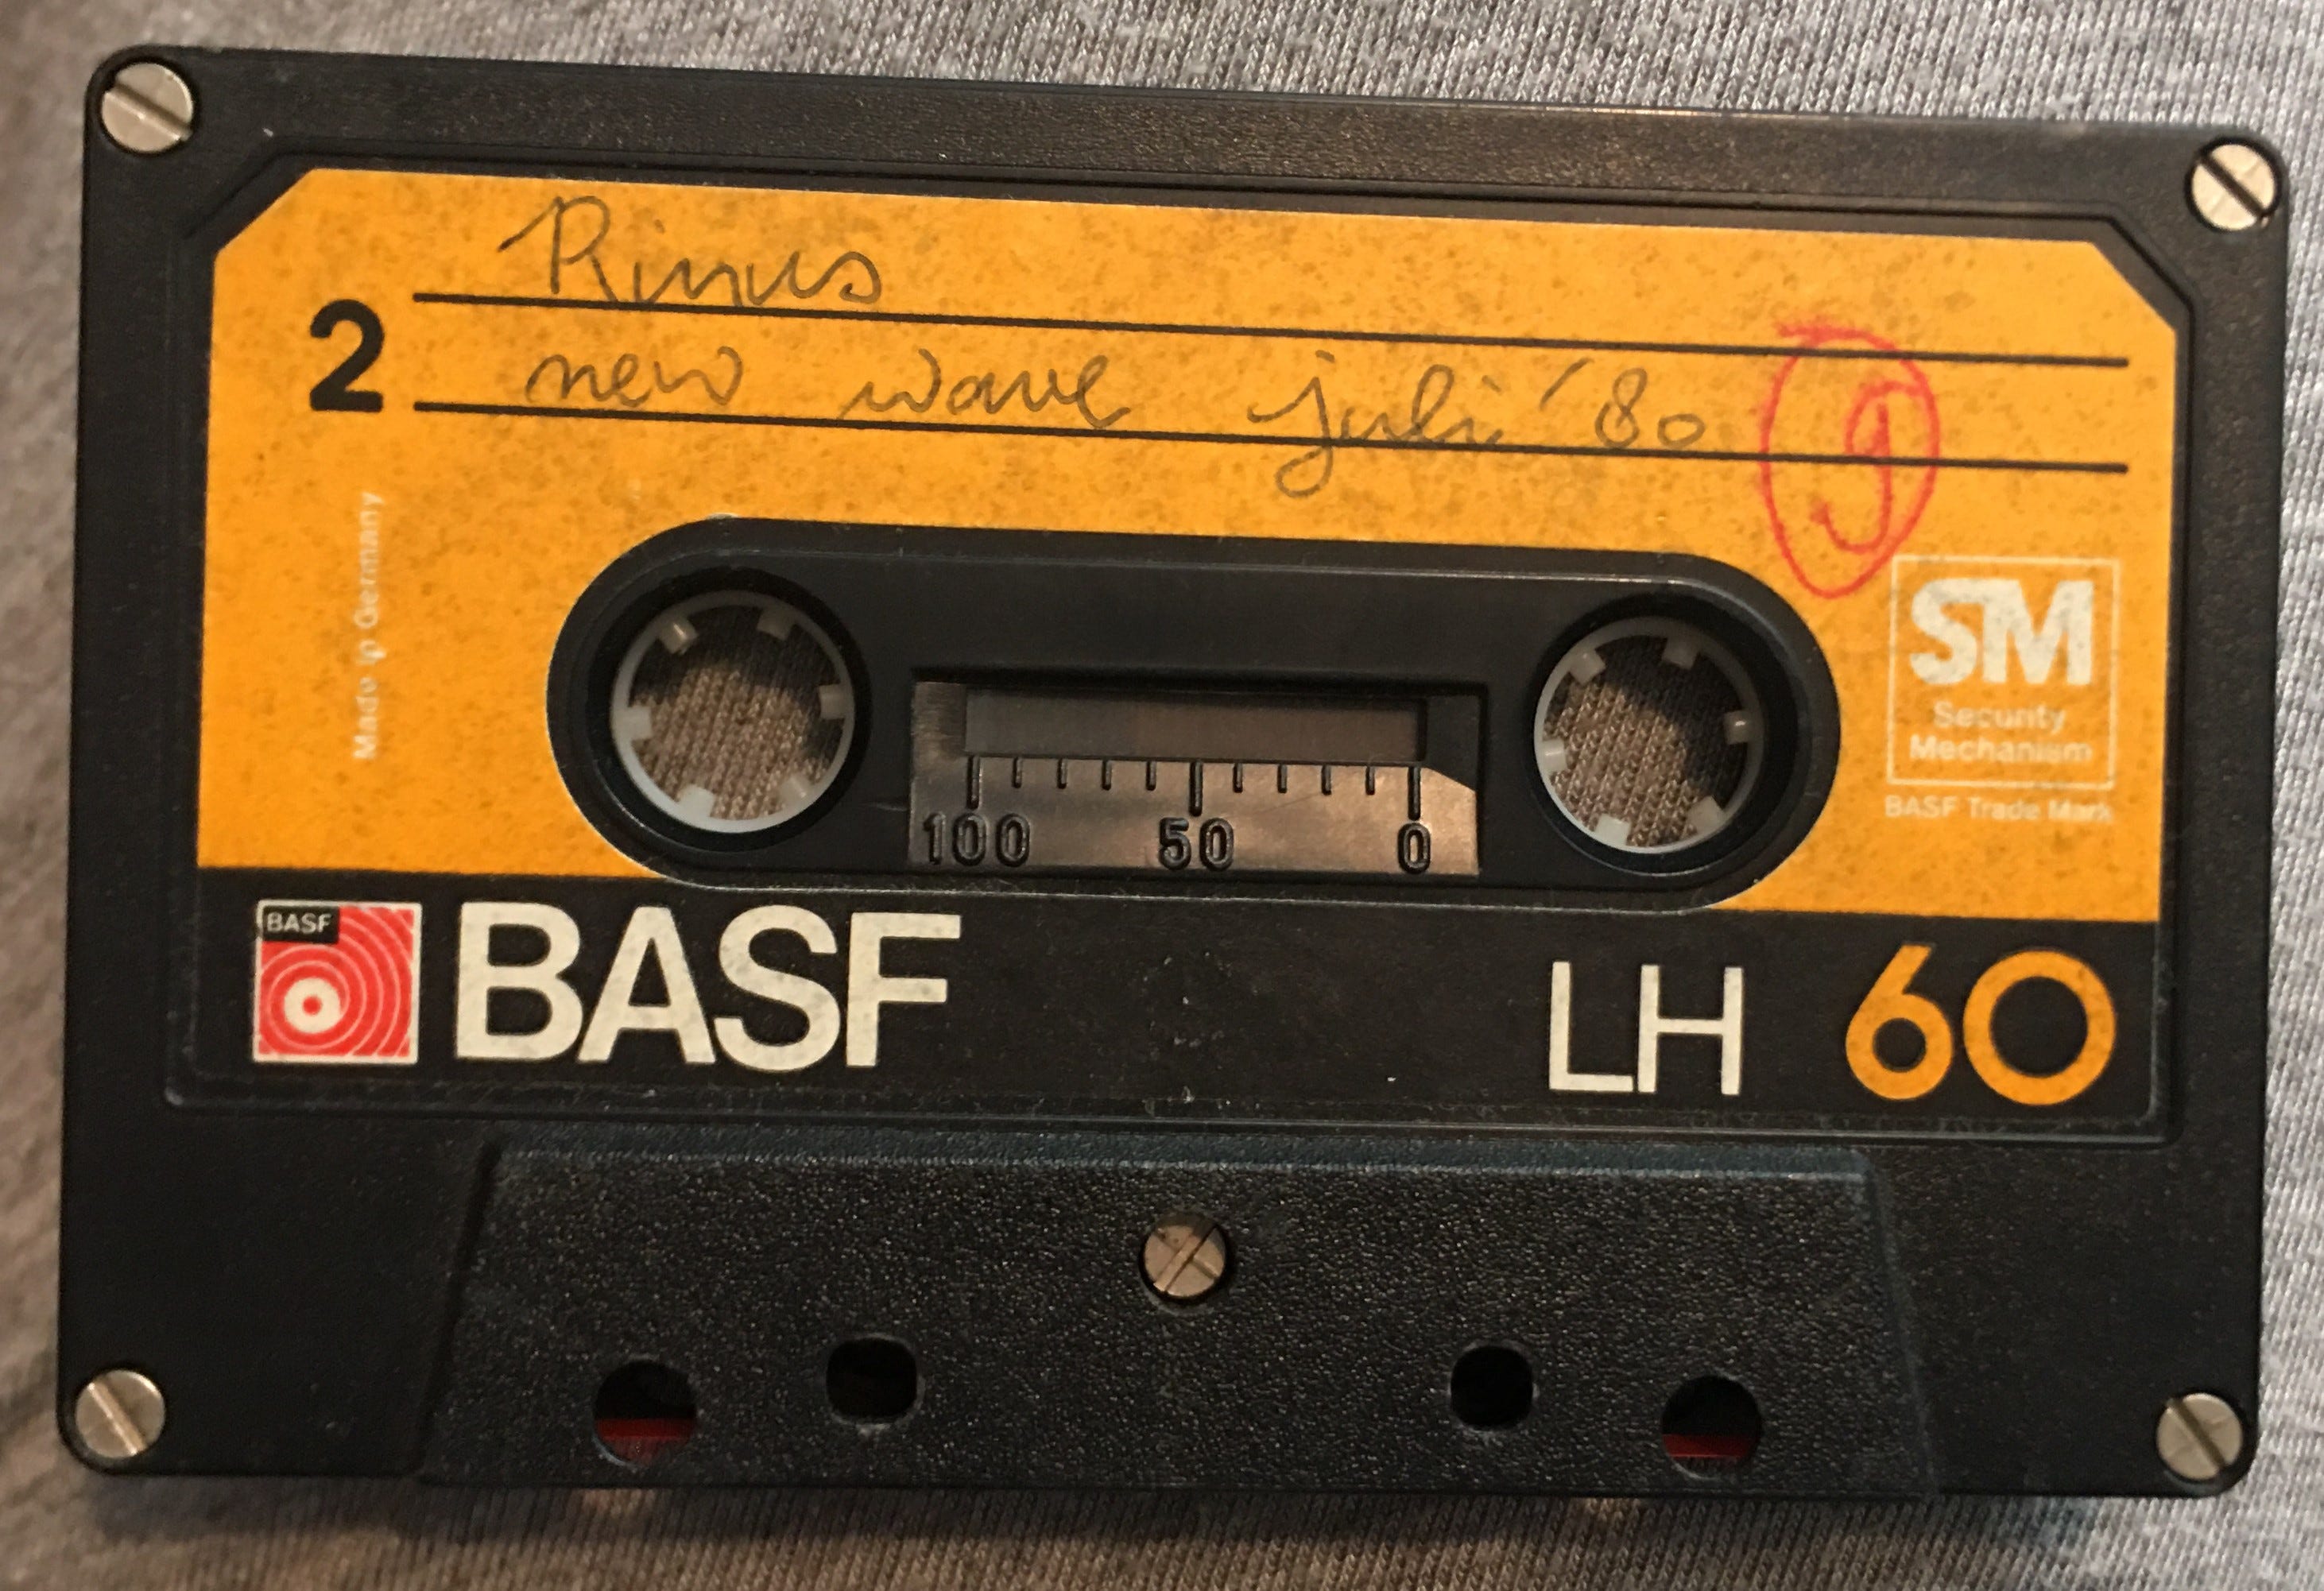 Rinus
2
new wave juli '80
9
Made in Germany
SM
Security
Mechanism
BASF Trade Mark
100 50 0
BASF
BASF
LH 60